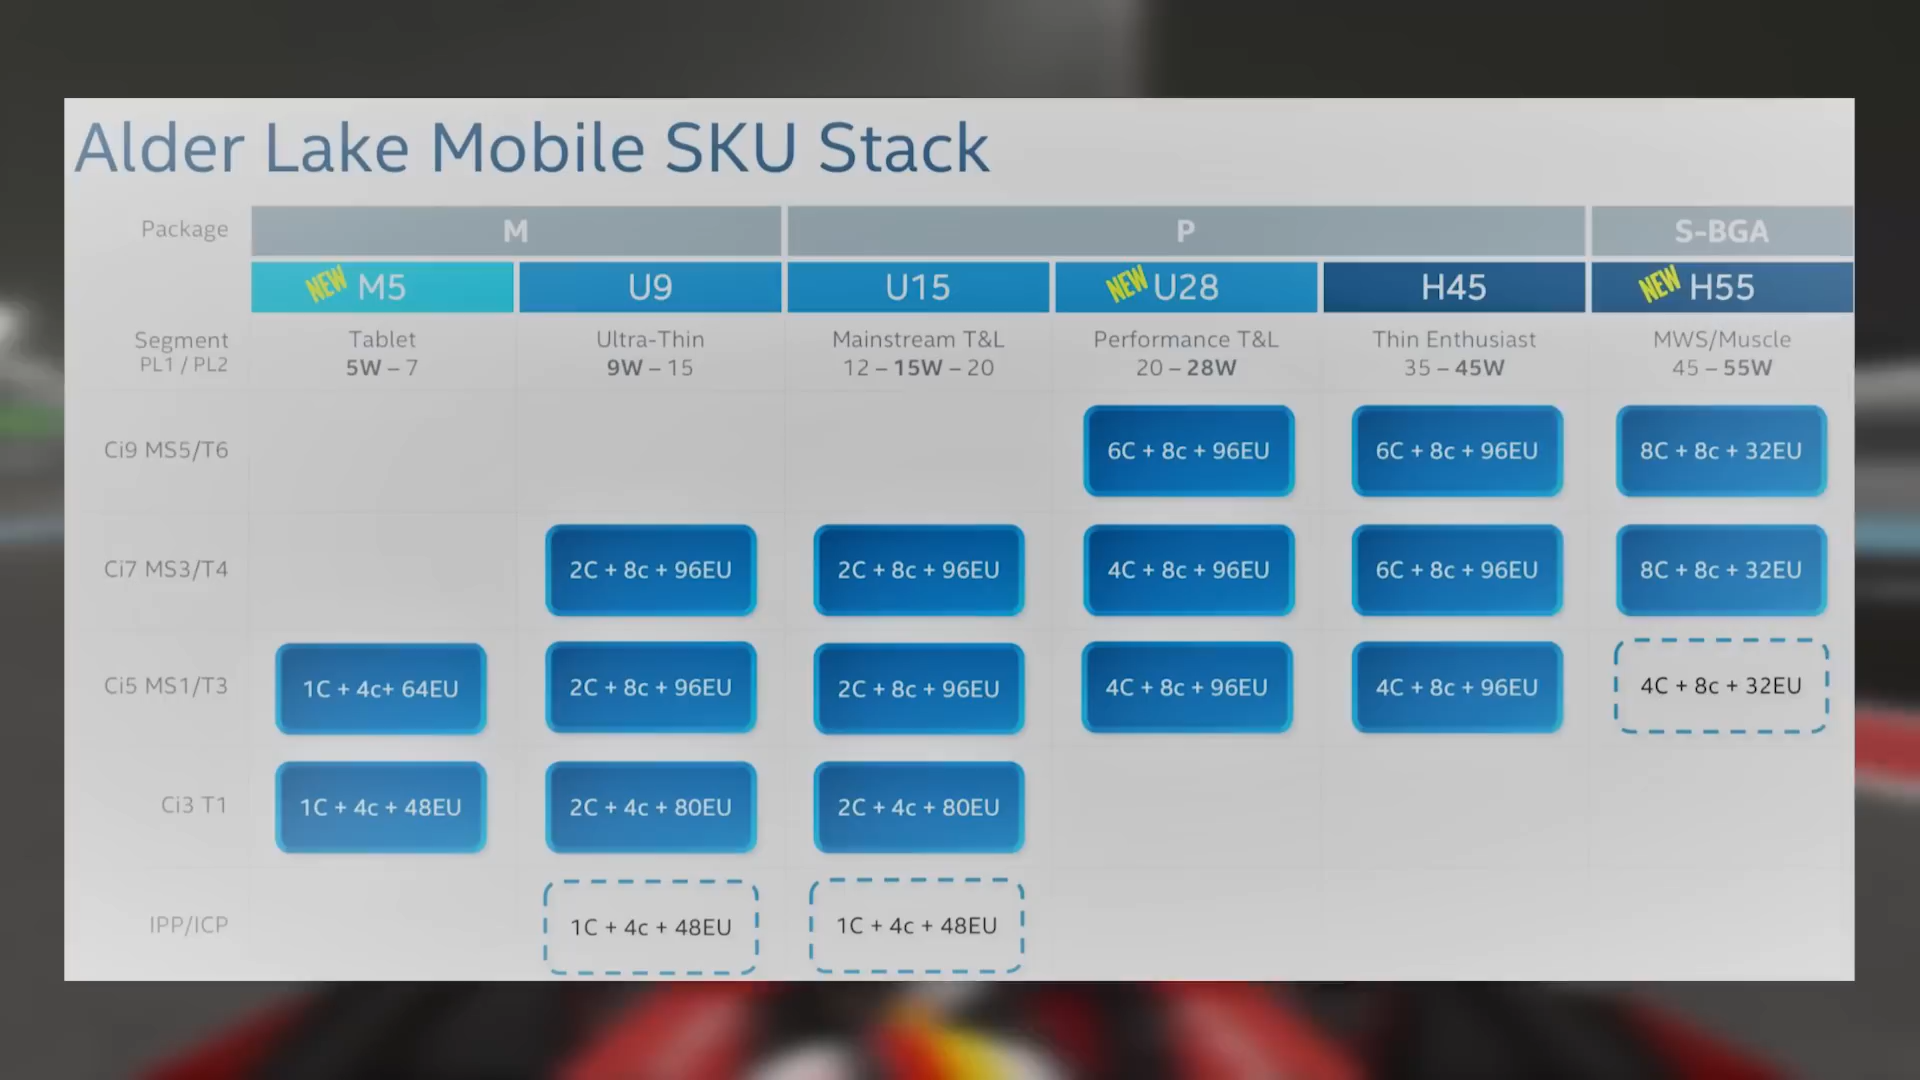 Alder Lake Mobile SKU Stack
Package M P S-BGA
NEW M5 U9 U15 NEW U28 H45 NEW H55
Segment Tablet Ultra-Thin Mainstream T&L Performance T&L Thin Enthusiast MWS/Muscle
PL1 / PL2 5W – 7 9W – 15 12 – 15W – 20 20 – 28W 35 – 45W 45 – 55W
Ci9 MS5/T6 6C + 8c + 96EU 6C + 8c + 96EU 8C + 8c + 32EU
Ci7 MS3/T4 2C + 8c + 96EU 2C + 8c + 96EU 4C + 8c + 96EU 6C + 8c + 96EU 8C + 8c + 32EU
Ci5 MS1/T3 1C + 4c+ 64EU 2C + 8c + 96EU 2C + 8c + 96EU 4C + 8c + 96EU 4C + 8c + 96EU 4C + 8c + 32EU
Ci3 T1 1C + 4c + 48EU 2C + 4c + 80EU 2C + 4c + 80EU
IPP/ICP 1C + 4c + 48EU 1C + 4c + 48EU